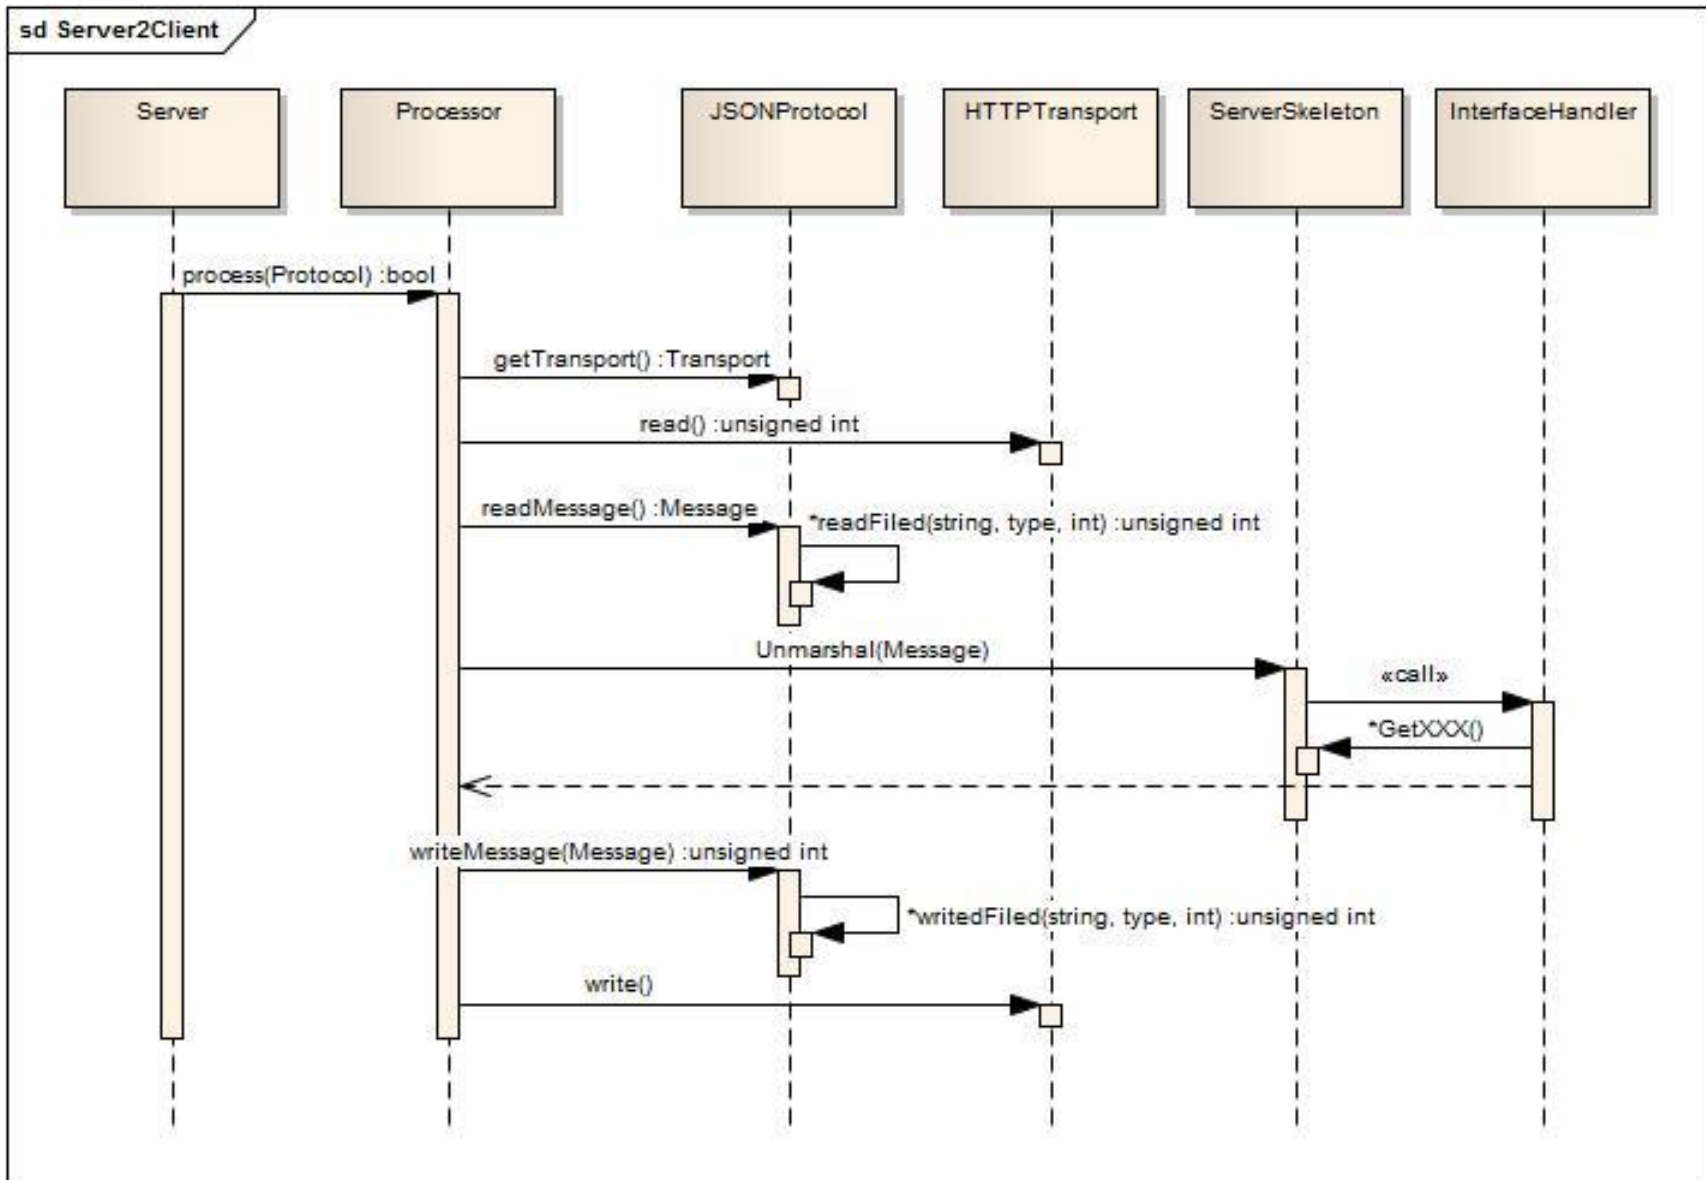 sd Server2Client
Server
Processor
JSONProtocol
HTTPTransport
ServerSkeleton
InterfaceHandler
process(Protocol) :bool
getTransport() :Transport
read() :unsigned int
readMessage() :Message
*readFiled(string, type, int) :unsigned int
Unmarshal(Message)
«call»
*GetXXX()
writeMessage(Message) :unsigned int
*writedFiled(string, type, int) :unsigned int
write()